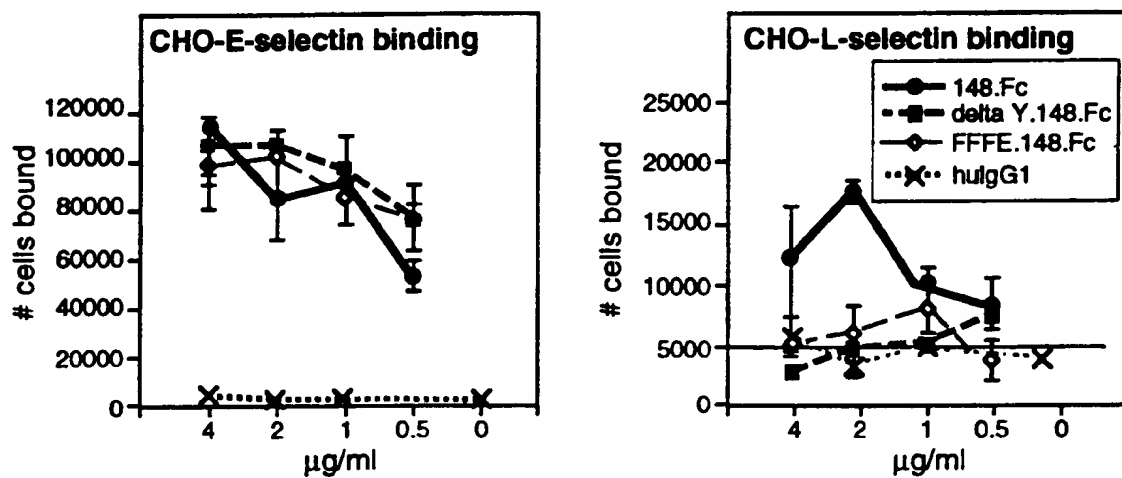 CHO-E-selectin binding
# cells bound
120000
100000
80000
60000
40000
20000
0
4 2 1 0.5 0
μg/ml
CHO-L-selectin binding
148.Fc
delta Y.148.Fc
FFFE.148.Fc
huIgG1
# cells bound
25000
20000
15000
10000
5000
0
4 2 1 0.5 0
μg/ml